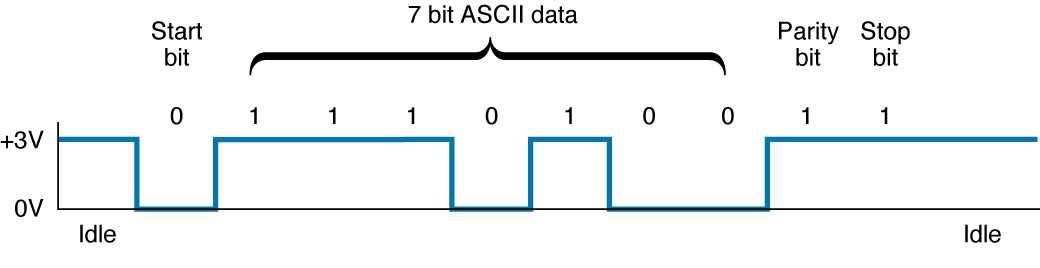 7 bit ASCII data
Start
bit
Parity
bit
Stop
bit
0 1 1 1 0 1 0 0 1 1
+3V
0V
Idle
Idle